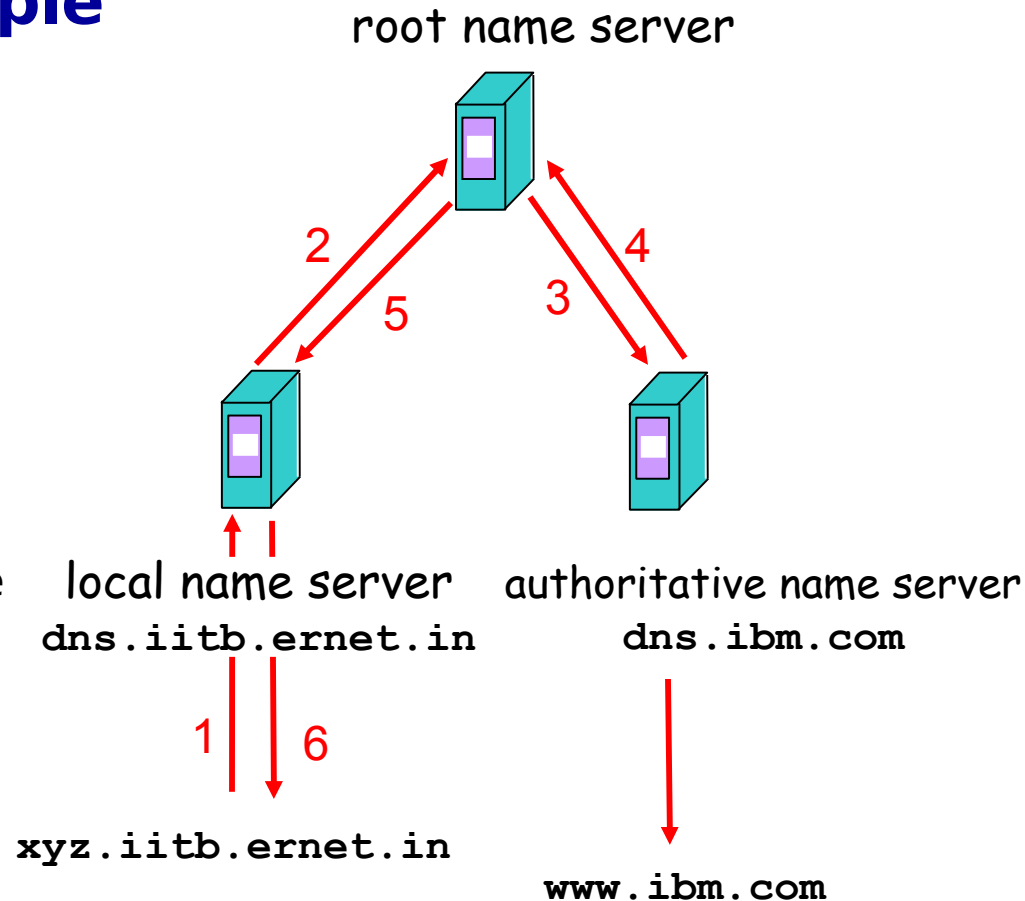 ple
root name server
2
4
3
5
e local name server authoritative name server
dns.iitb.ernet.in dns.ibm.com
1 6
xyz.iitb.ernet.in
www.ibm.com